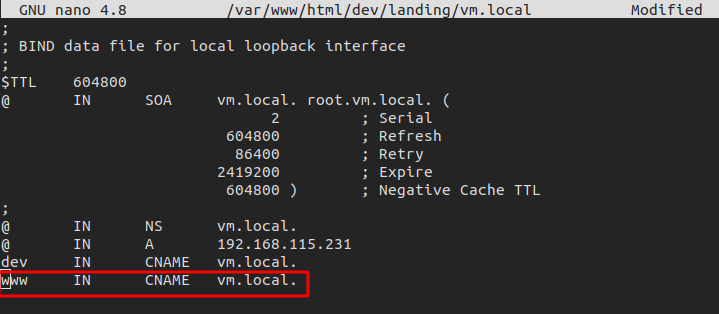 GNU nano 4.8 /var/www/html/dev/landing/vm.local Modified
;
; BIND data file for local loopback interface
;
$TTL 604800
@ IN SOA vm.local. root.vm.local. (
2 ; Serial
604800 ; Refresh
86400 ; Retry
2419200 ; Expire
604800 ) ; Negative Cache TTL
;
@ IN NS vm.local.
@ IN A 192.168.115.231
dev IN CNAME vm.local.
www IN CNAME vm.local.